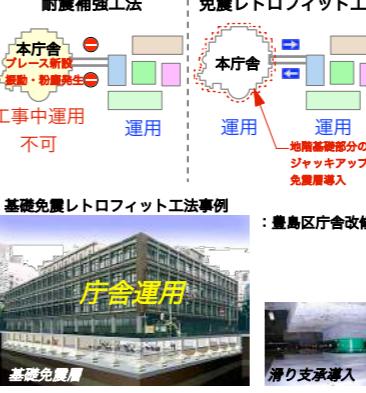 耐震補強工法
免震レトロフィット工
本庁舎
ブレース新設
振動・粉塵発生
工事中運用
不可
運用
本庁舎
運用
運用
地階基礎部分の
ジャッキアップ
免震層導入
基礎免震レトロフィット工法事例
：豊島区庁舎改修
庁舎運用
基礎免震層
滑り支承導入